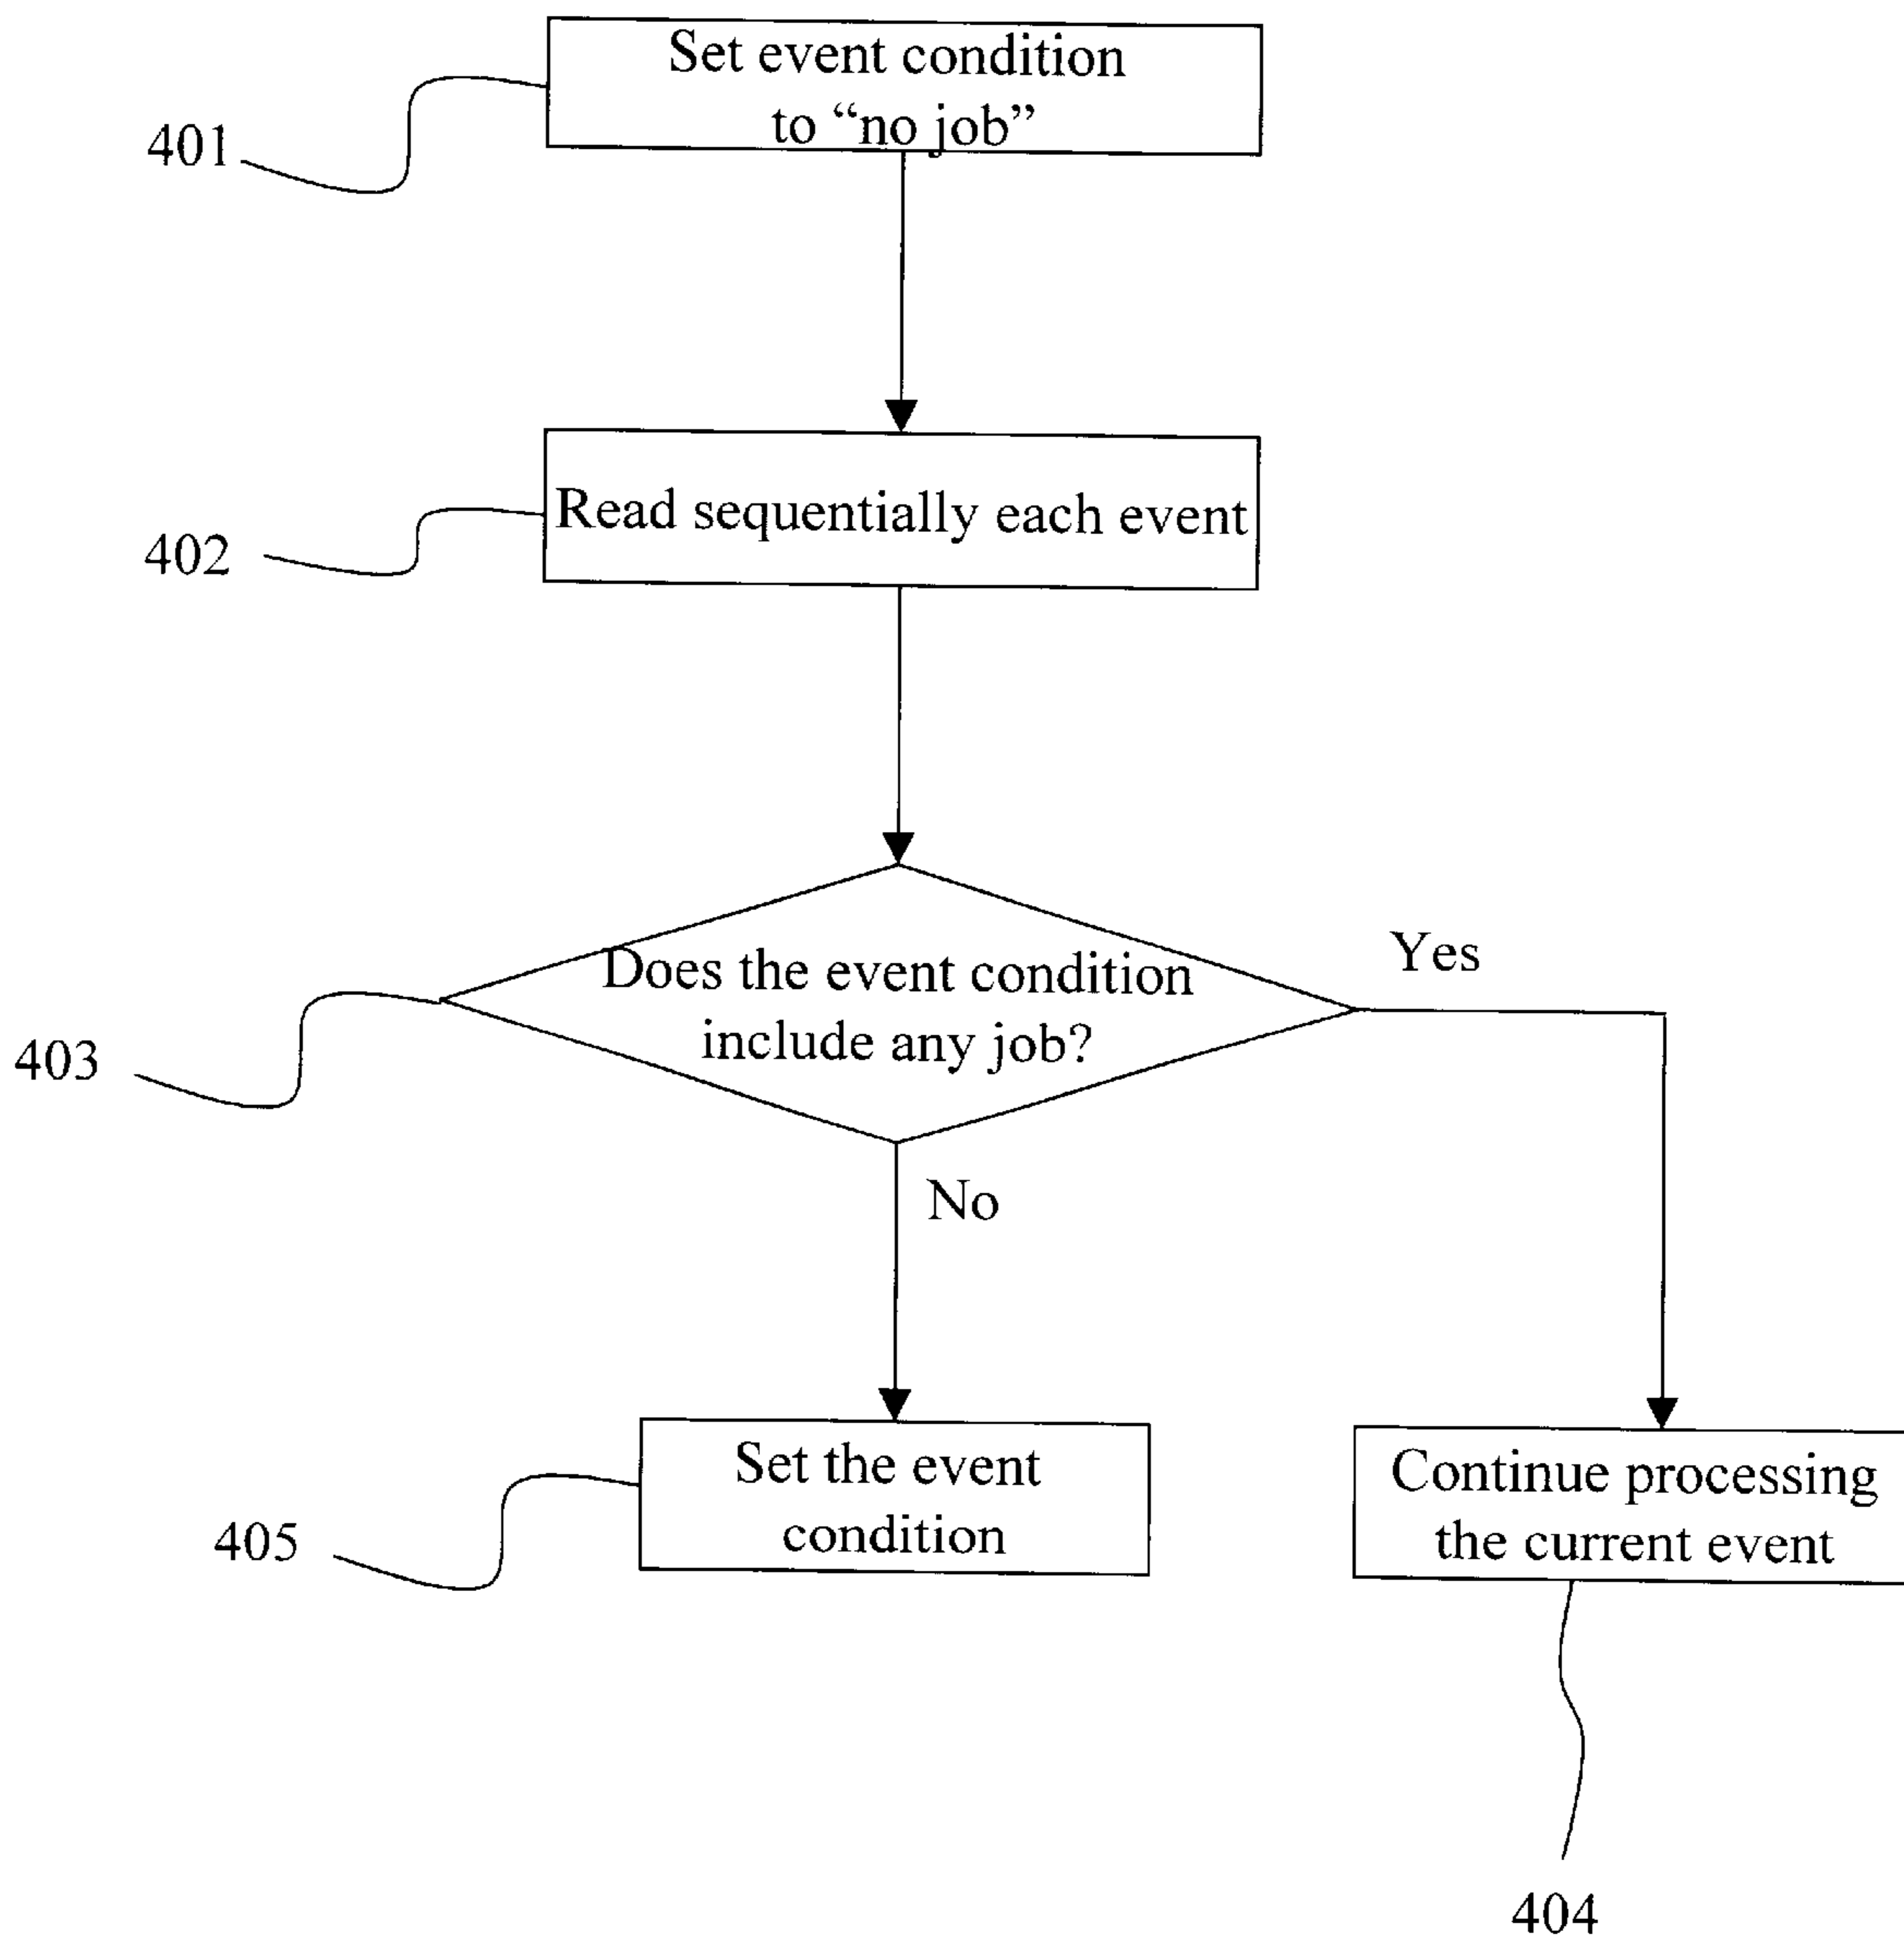 Set event condition
to “no job”
401
Read sequentially each event
402
Does the event condition
include any job?
Yes
403
No
Set the event
condition
Continue processing
the current event
405
404